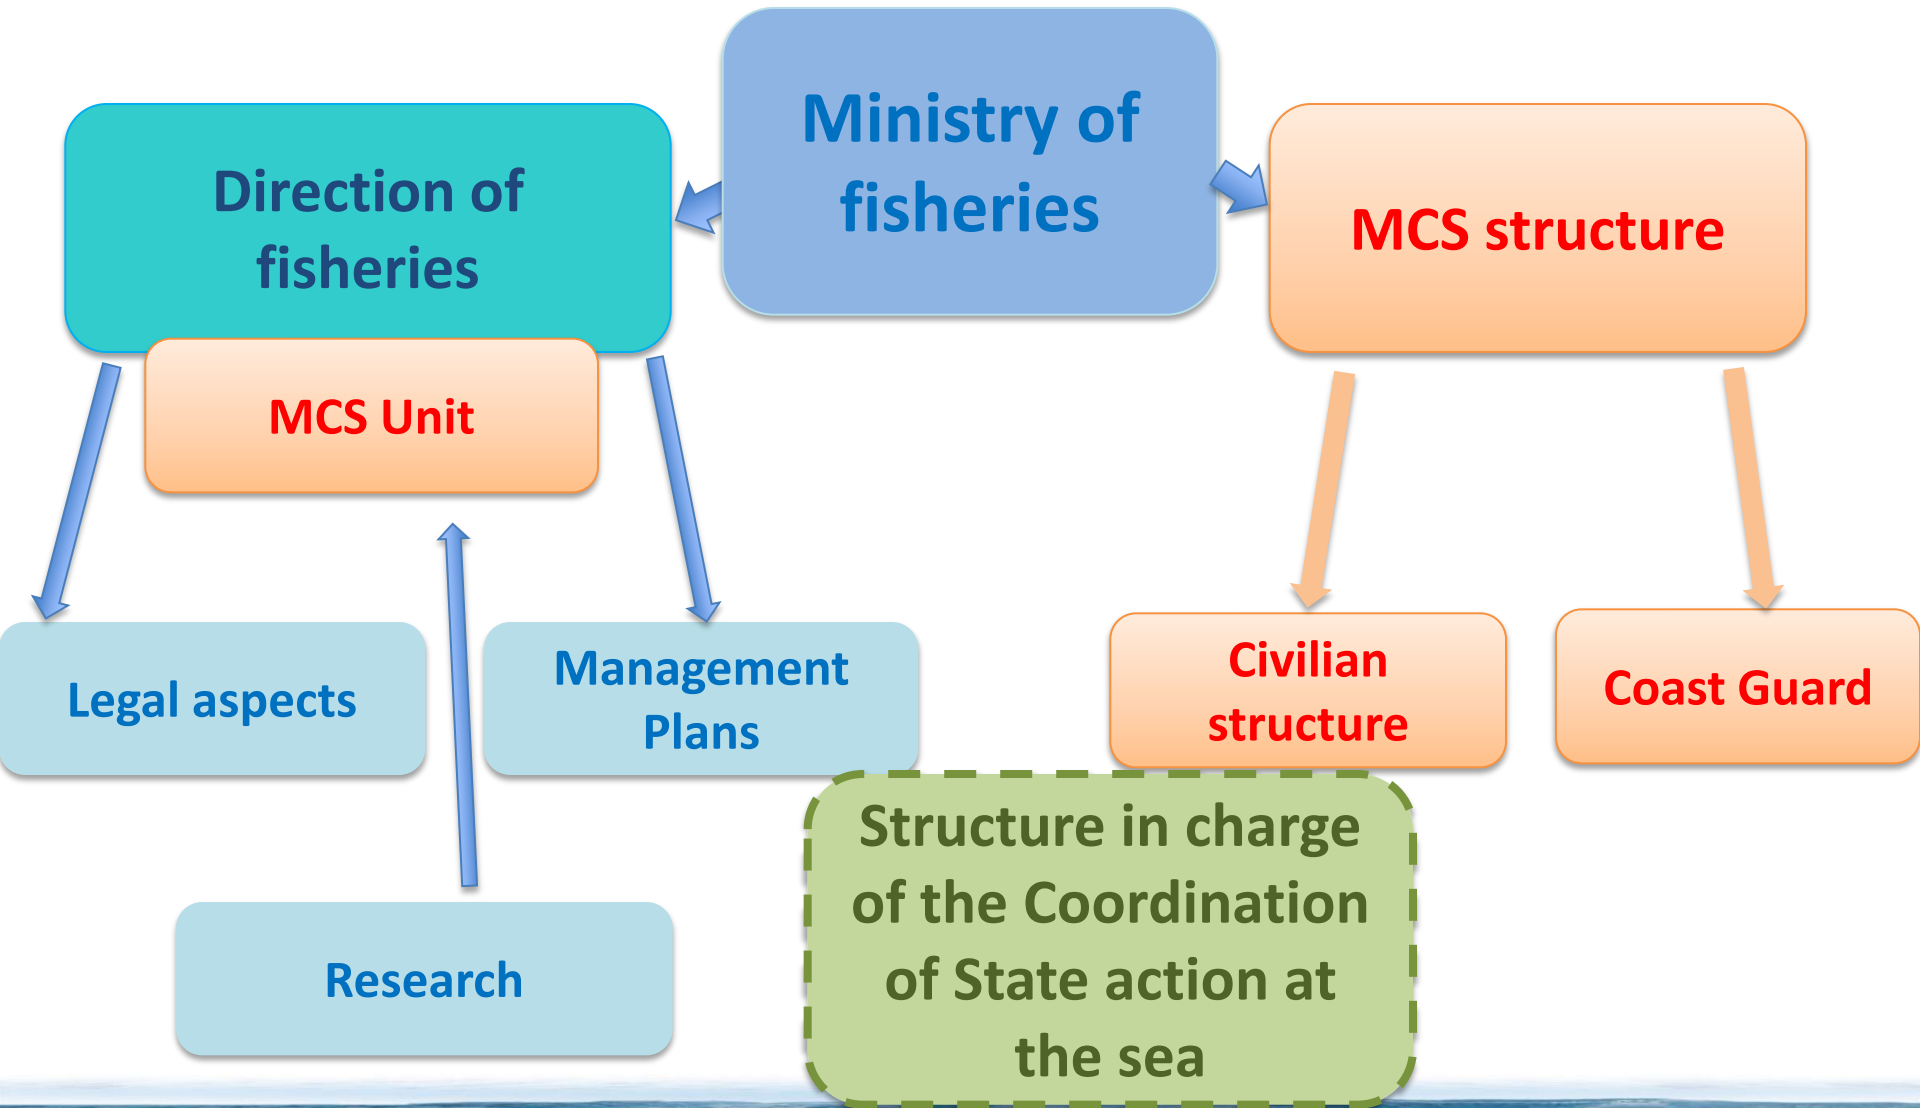 Ministry of
fisheries
Direction of
fisheries
MCS structure
MCS Unit
Legal aspects
Management
Plans
Civilian
structure
Coast Guard
Research
Structure in charge
of the Coordination
of State action at
the sea